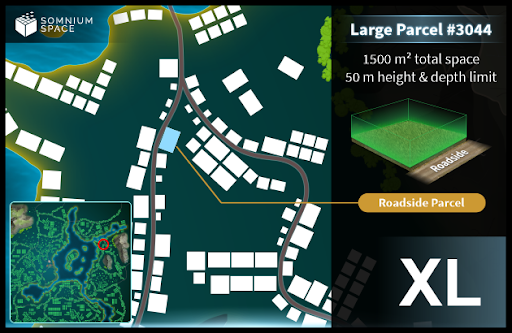 SOMNIUM
SPACE
Large Parcel #3044
1500 m² total space
50 m height & depth limit
Roadside
Roadside Parcel
XL